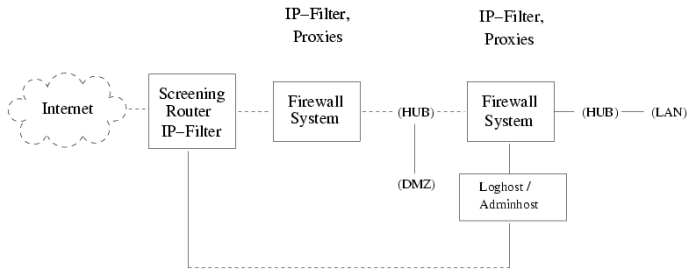 IP–Filter,
Proxies
IP–Filter,
Proxies
Internet
Screening
Router
IP–Filter
Firewall
System
(HUB)
(DMZ)
Firewall
System
(HUB)
(LAN)
Loghost /
Adminhost